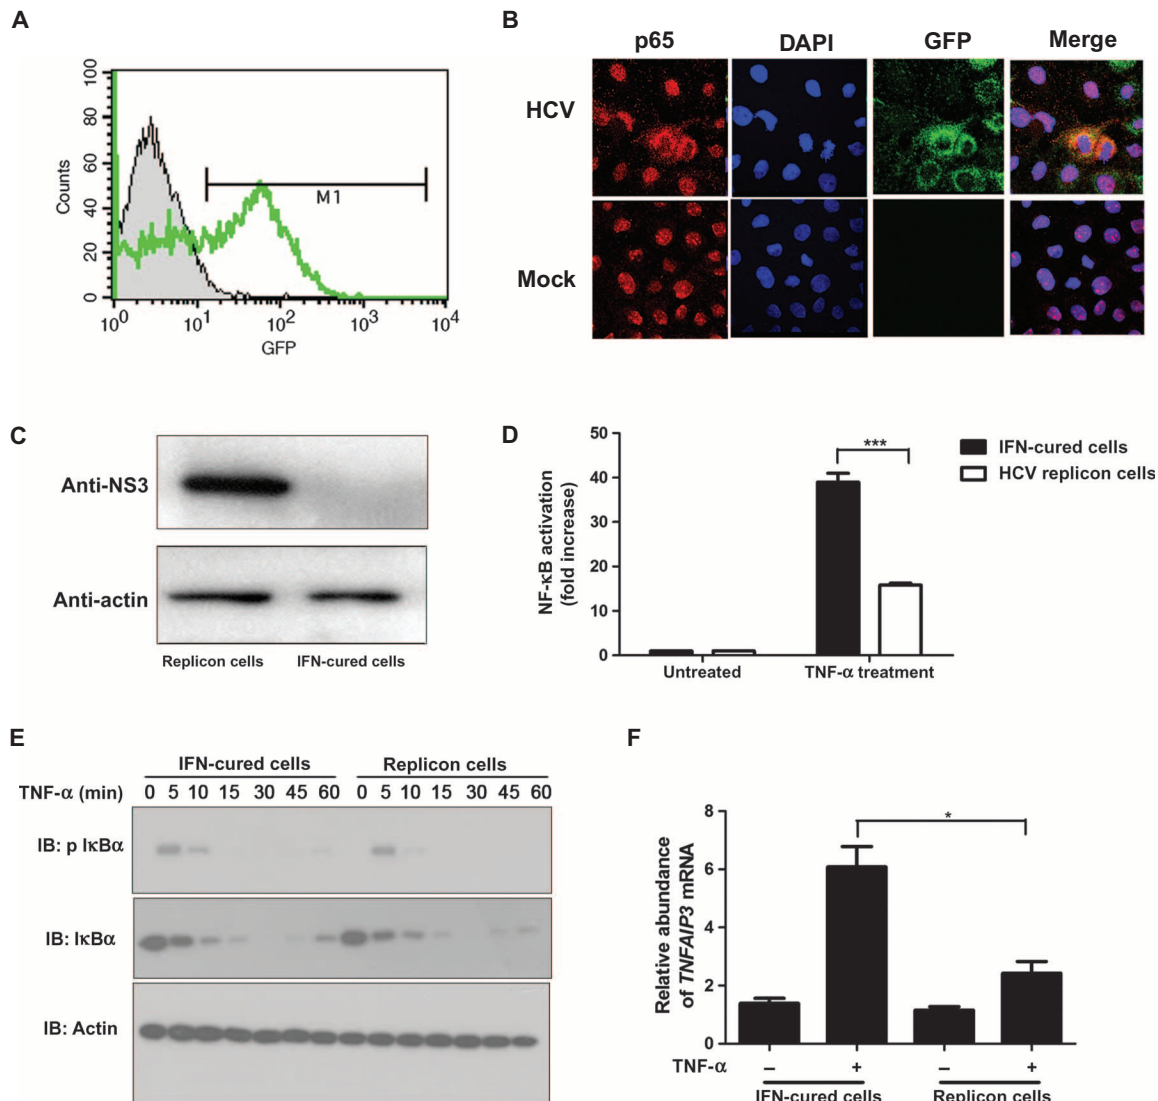 A
100
80
60
40
20
0
Counts
M1
10^0 10^1 10^2 10^3 10^4
GFP
B
p65 DAPI GFP Merge
HCV
Mock
C
Anti-NS3
Anti-actin
Replicon cells IFN-cured cells
D
50
40
30
20
10
0
NF-κB activation
(fold increase)
***
IFN-cured cells
HCV replicon cells
Untreated TNF-α treatment
E
IFN-cured cells Replicon cells
TNF-α (min) 0 5 10 15 30 45 60 0 5 10 15 30 45 60
IB: p IκBα
IB: IκBα
IB: Actin
F
8
6
4
2
0
Relative abundance
of TNFAIP3 mRNA
*
TNF-α – + – +
IFN-cured cells Replicon cells